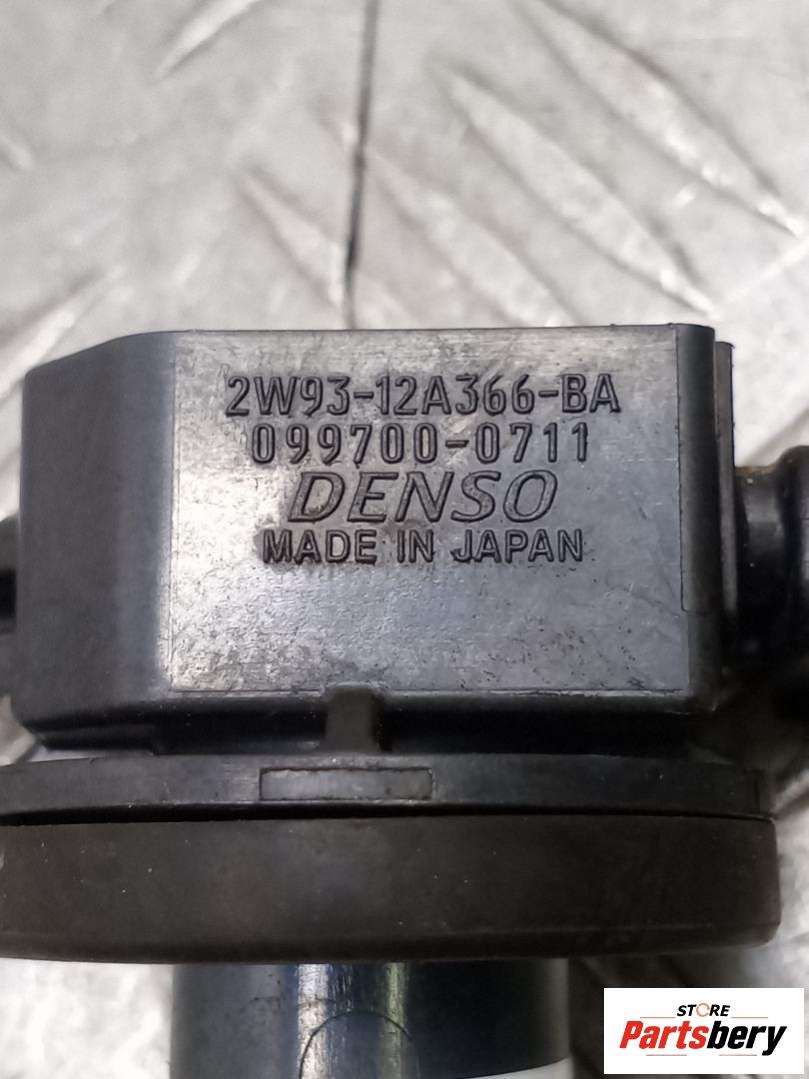 2W93-12A366-BA
099700-0711
DENSO
MADE IN JAPAN
STORE
Partsbery